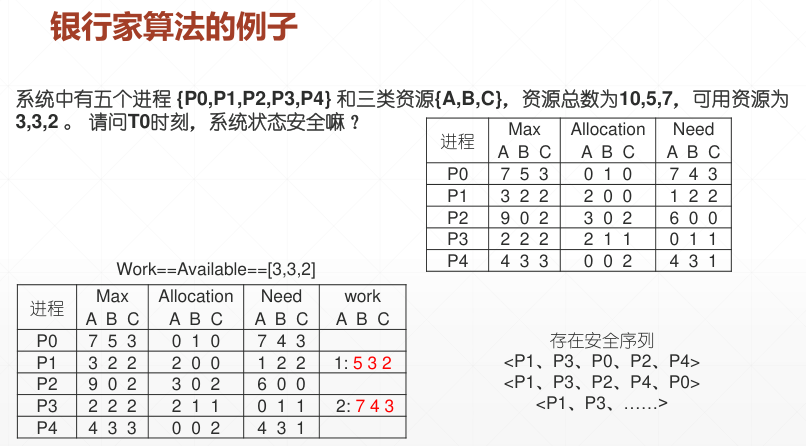 银行家算法的例子
系统中有五个进程 {P0,P1,P2,P3,P4} 和三类资源{A,B,C}，资源总数为10,5,7，可用资源为
3,3,2 。 请问T0时刻，系统状态安全嘛？
进程 Max Allocation Need
A B C A B C A B C
P0 7 5 3 0 1 0 7 4 3
P1 3 2 2 2 0 0 1 2 2
P2 9 0 2 3 0 2 6 0 0
P3 2 2 2 2 1 1 0 1 1
P4 4 3 3 0 0 2 4 3 1
Work==Available==[3,3,2]
进程 Max Allocation Need work
A B C A B C A B C A B C
P0 7 5 3 0 1 0 7 4 3
P1 3 2 2 2 0 0 1 2 2 1: 5 3 2
P2 9 0 2 3 0 2 6 0 0
P3 2 2 2 2 1 1 0 1 1 2: 7 4 3
P4 4 3 3 0 0 2 4 3 1
存在安全序列
<P1、P3、P0、P2、P4>
<P1、P3、P2、P4、P0>
<P1、P3、……>